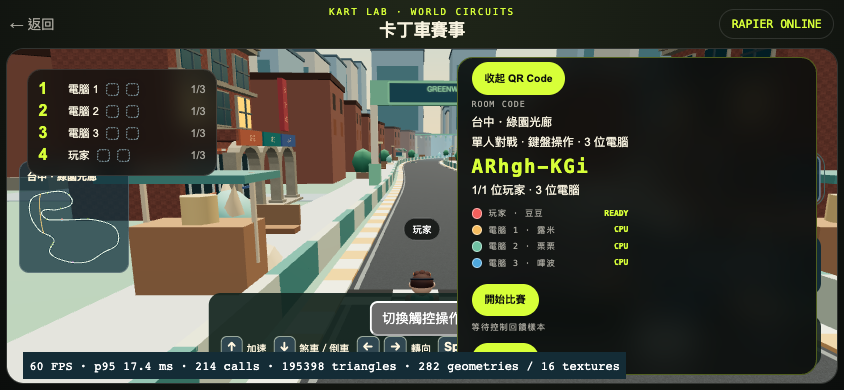 ← 返回
KART LAB · WORLD CIRCUITS
卡丁車賽事
RAPIER ONLINE
1 電腦 1 1/3
2 電腦 2 1/3
3 電腦 3 1/3
4 玩家 1/3
台中・綠園光廊
GREENW
玩家
收起 QR Code
ROOM CODE
台中・綠園光廊
單人對戰・鍵盤操作・3 位電腦
ARhgh-KGi
1/1 位玩家・3 位電腦
玩家 · 豆豆 READY
電腦 1 · 露米 CPU
電腦 2 · 栗栗 CPU
電腦 3 · 嗶波 CPU
開始比賽
等待控制回饋樣本
切換觸控操作
↑ 加速 ↓ 煞車 / 倒車 ← → 轉向 Sp
60 FPS · p95 17.4 ms · 214 calls · 195398 triangles · 282 geometries / 16 textures